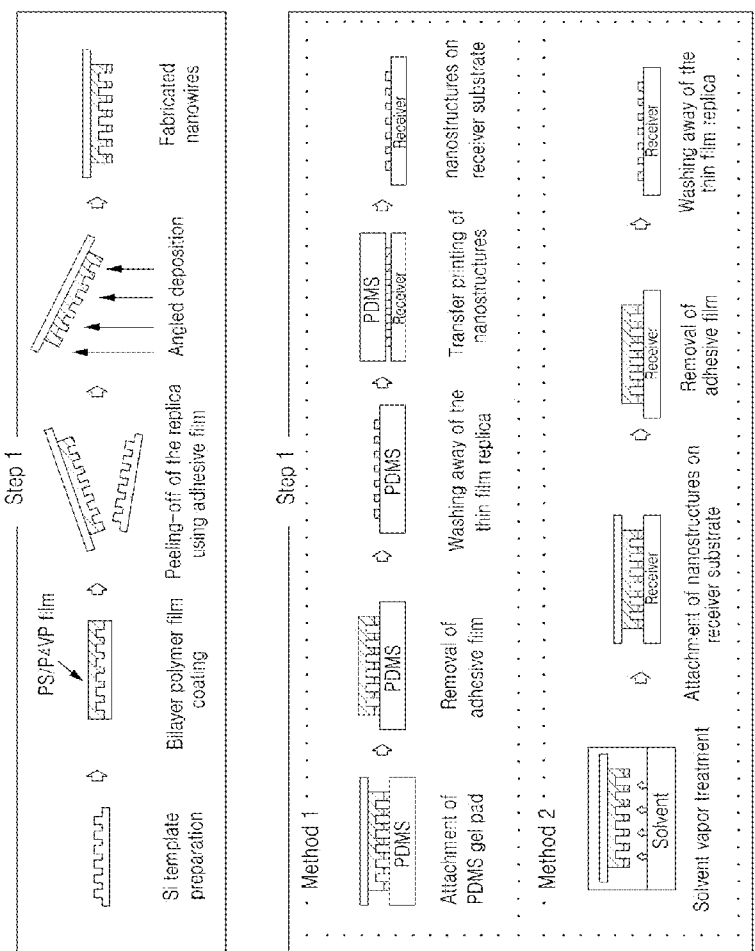 Step 1
PS/P4VP film
Si template
preparation
Bilayer polymer film
coating
Peeling-off of the replica
using adhesive film
Angled deposition
Fabricated
nanowires
Step 1
Method 1
PDMS
Attachment of
PDMS gel pad
PDMS
Removal of
adhesive film
PDMS
Washing away of the
thin film replica
PDMS
Receiver
Transfer printing of
nanostructures
Receiver
nanostructures on
receiver substrate
Method 2
Solvent
Solvent vapor treatment
Receiver
Attachment of nanostructures on
receiver substrate
Receiver
Removal of
adhesive film
Receiver
Washing away of the
thin film replica